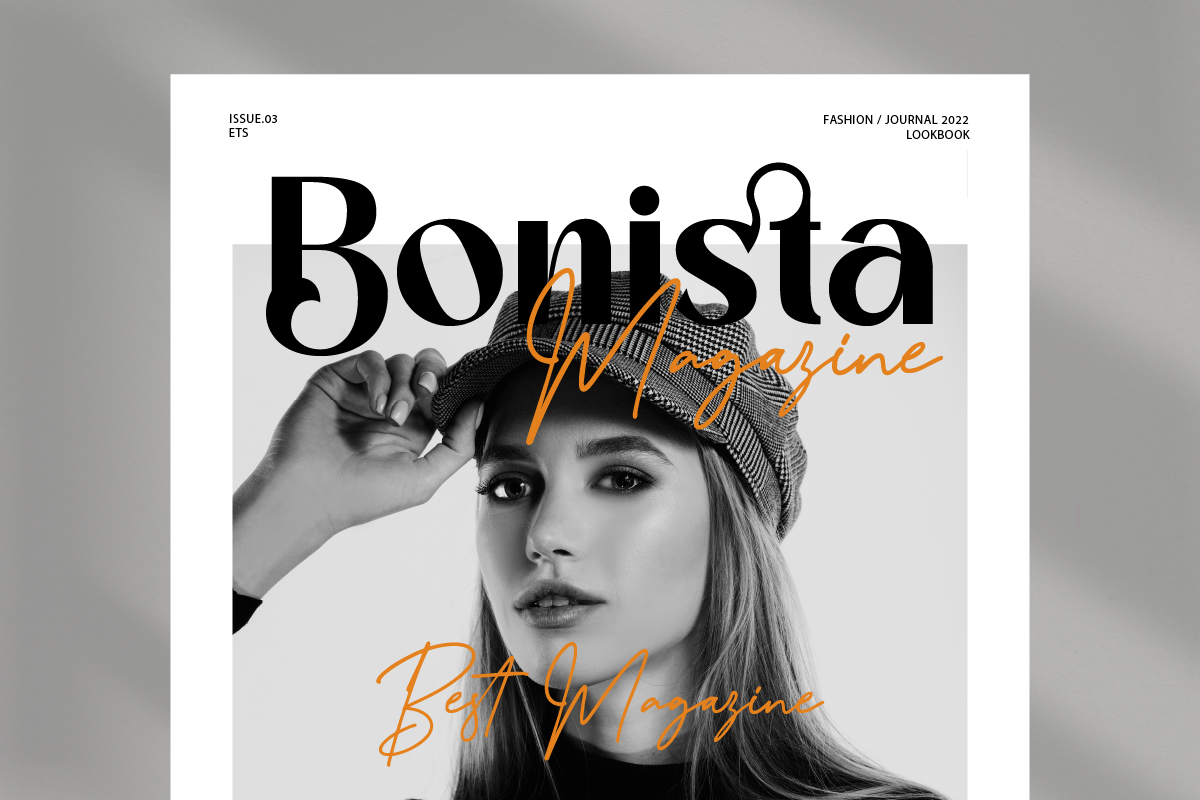 ISSUE.03
ETS
FASHION / JOURNAL 2022
LOOKBOOK
Bonista
Magazine
Best Magazine